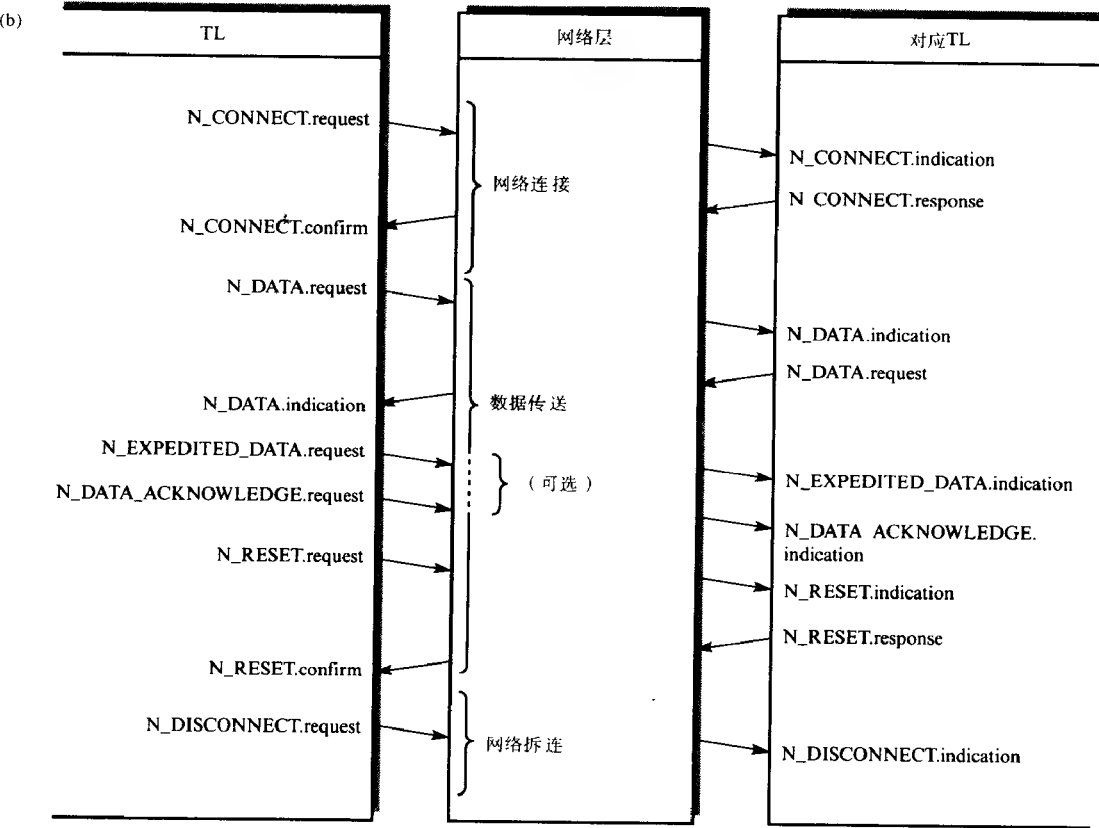 (b)
TL
网络层
对应TL
N_CONNECT.request
N_CONNECT.indication
网络连接
N CONNECT.response
N_CONNECT.confirm
N_DATA.request
N_DATA.indication
N_DATA.request
N_DATA.indication
数据传送
N_EXPEDITED_DATA.request
(可选)
N_EXPEDITED_DATA.indication
N_DATA_ACKNOWLEDGE.request
N_DATA ACKNOWLEDGE.
indication
N_RESET.request
N_RESET.indication
N_RESET.response
N_RESET.confirm
N_DISCONNECT.request
网络拆连
N_DISCONNECT.indication